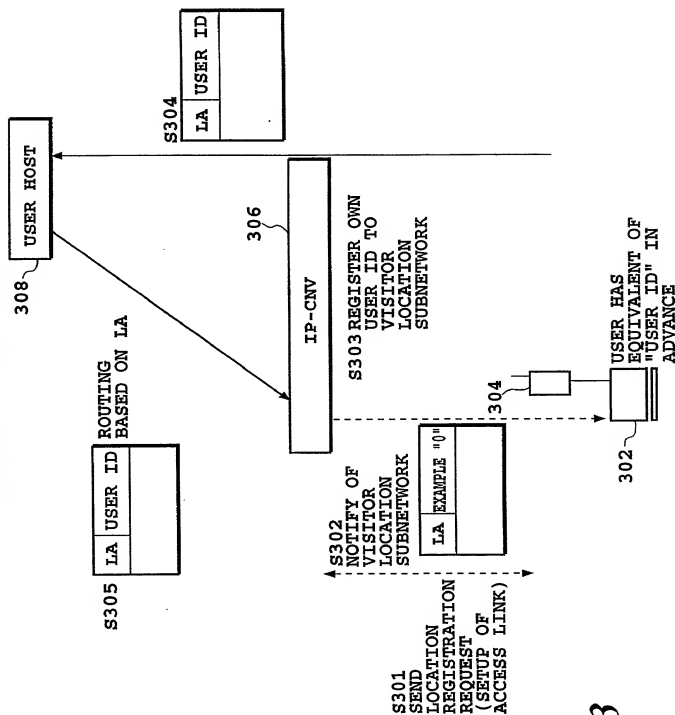 308
USER HOST
S304
LA USER ID
S305
LA USER ID
ROUTING
BASED ON LA
306
IP-CNV
S303 REGISTER OWN
USER ID TO
VISITOR
LOCATION
SUBNETWORK
S302
NOTIFY OF
VISITOR
LOCATION
SUBNETWORK
LA EXAMPLE "0"
S301
SEND
LOCATION
REGISTRATION
REQUEST
(SETUP OF
ACCESS LINK)
304
302
USER HAS
EQUIVALENT OF
"USER ID" IN
ADVANCE
3